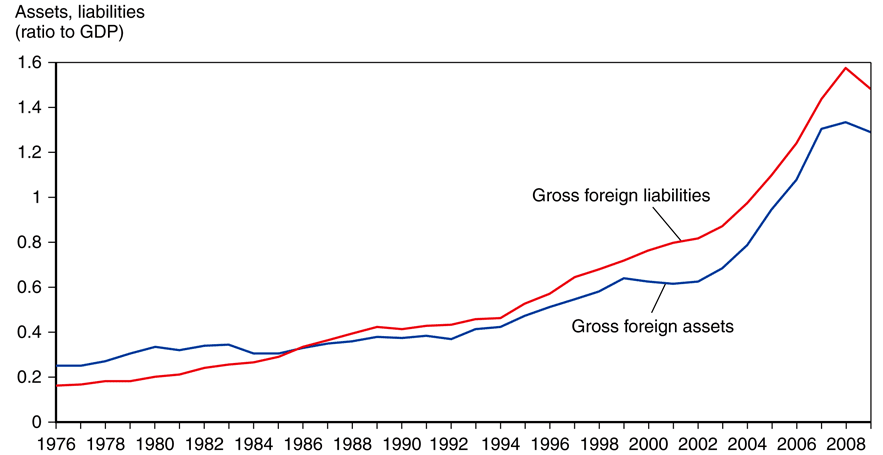 Assets, liabilities
(ratio to GDP)
1.6
1.4
1.2
1
0.8
0.6
0.4
0.2
0
Gross foreign liabilities
Gross foreign assets
1976 1978 1980 1982 1984 1986 1988 1990 1992 1994 1996 1998 2000 2002 2004 2006 2008